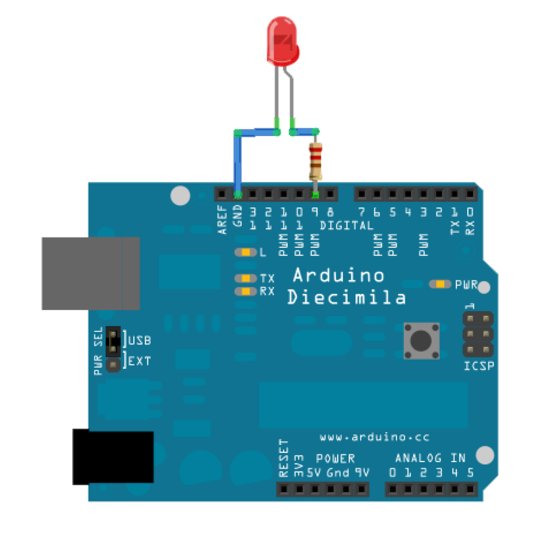 AREF
GND
13
12
11
10
9
8
7
6
5
4
3
2
1
0
DIGITAL
PWM
PWM
PWM
PWM
PWM
PWM
TX
RX
L
TX
RX
Arduino
Diecimila
PWR
1
PWR SEL
USB
EXT
ICSP
www.arduino.cc
RESET
3V3
POWER
5V Gnd 9V
ANALOG IN
0 1 2 3 4 5